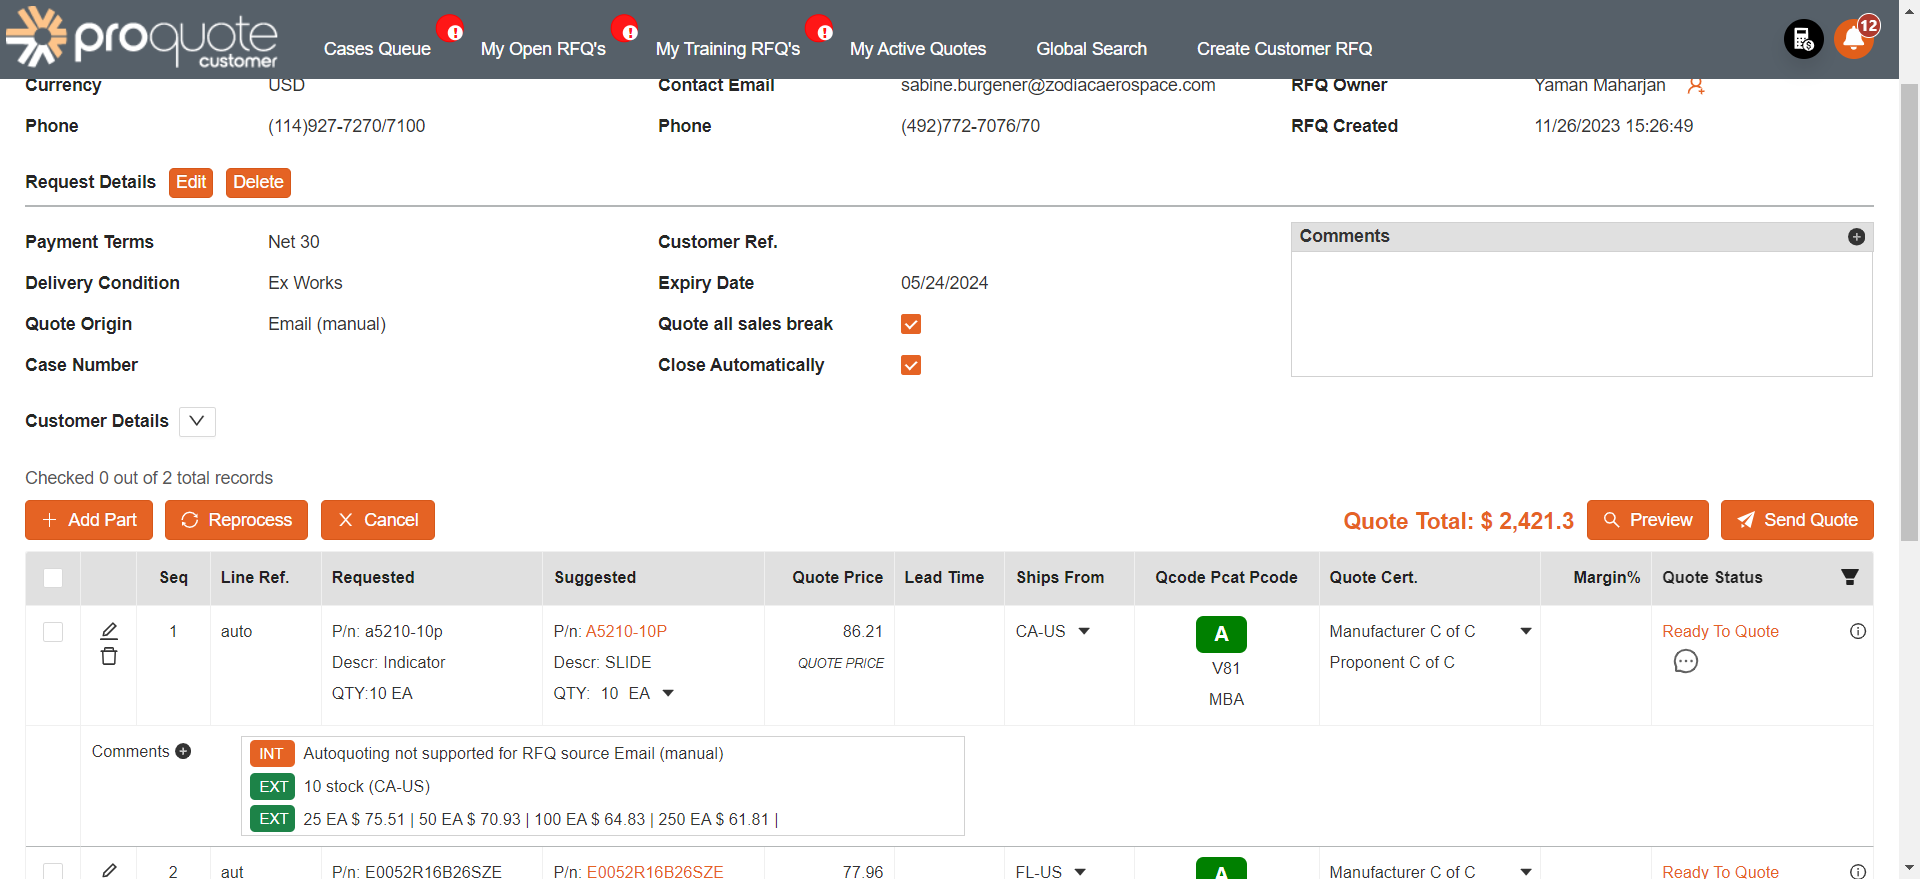 proquote
customer
Cases Queue
My Open RFQ's
My Training RFQ's
My Active Quotes
Global Search
Create Customer RFQ
12
Currency USD
Contact Email sabine.burgener@zodiacaerospace.com
RFQ Owner Yaman Maharjan
Phone (114)927-7270/7100
Phone (492)772-7076/70
RFQ Created 11/26/2023 15:26:49
Request Details Edit Delete
Payment Terms Net 30
Customer Ref.
Comments
Delivery Condition Ex Works
Expiry Date 05/24/2024
Quote Origin Email (manual)
Quote all sales break
Case Number
Close Automatically
Customer Details
Checked 0 out of 2 total records
Add Part Reprocess Cancel
Quote Total: $ 2,421.3 Preview Send Quote
Seq Line Ref. Requested Suggested Quote Price Lead Time Ships From Qcode Pcat Pcode Quote Cert. Margin% Quote Status
1 auto P/n: a5210-10p P/n: A5210-10P 86.21 CA-US A Manufacturer C of C Ready To Quote
Descr: Indicator Descr: SLIDE QUOTE PRICE V81 Proponent C of C
QTY:10 EA QTY: 10 EA MBA
Comments
INT Autoquoting not supported for RFQ source Email (manual)
EXT 10 stock (CA-US)
EXT 25 EA $ 75.51 | 50 EA $ 70.93 | 100 EA $ 64.83 | 250 EA $ 61.81 |
2 aut P/n: E0052R16B26SZE P/n: E0052R16B26SZE 77.96 FL-US A Manufacturer C of C Ready To Quote